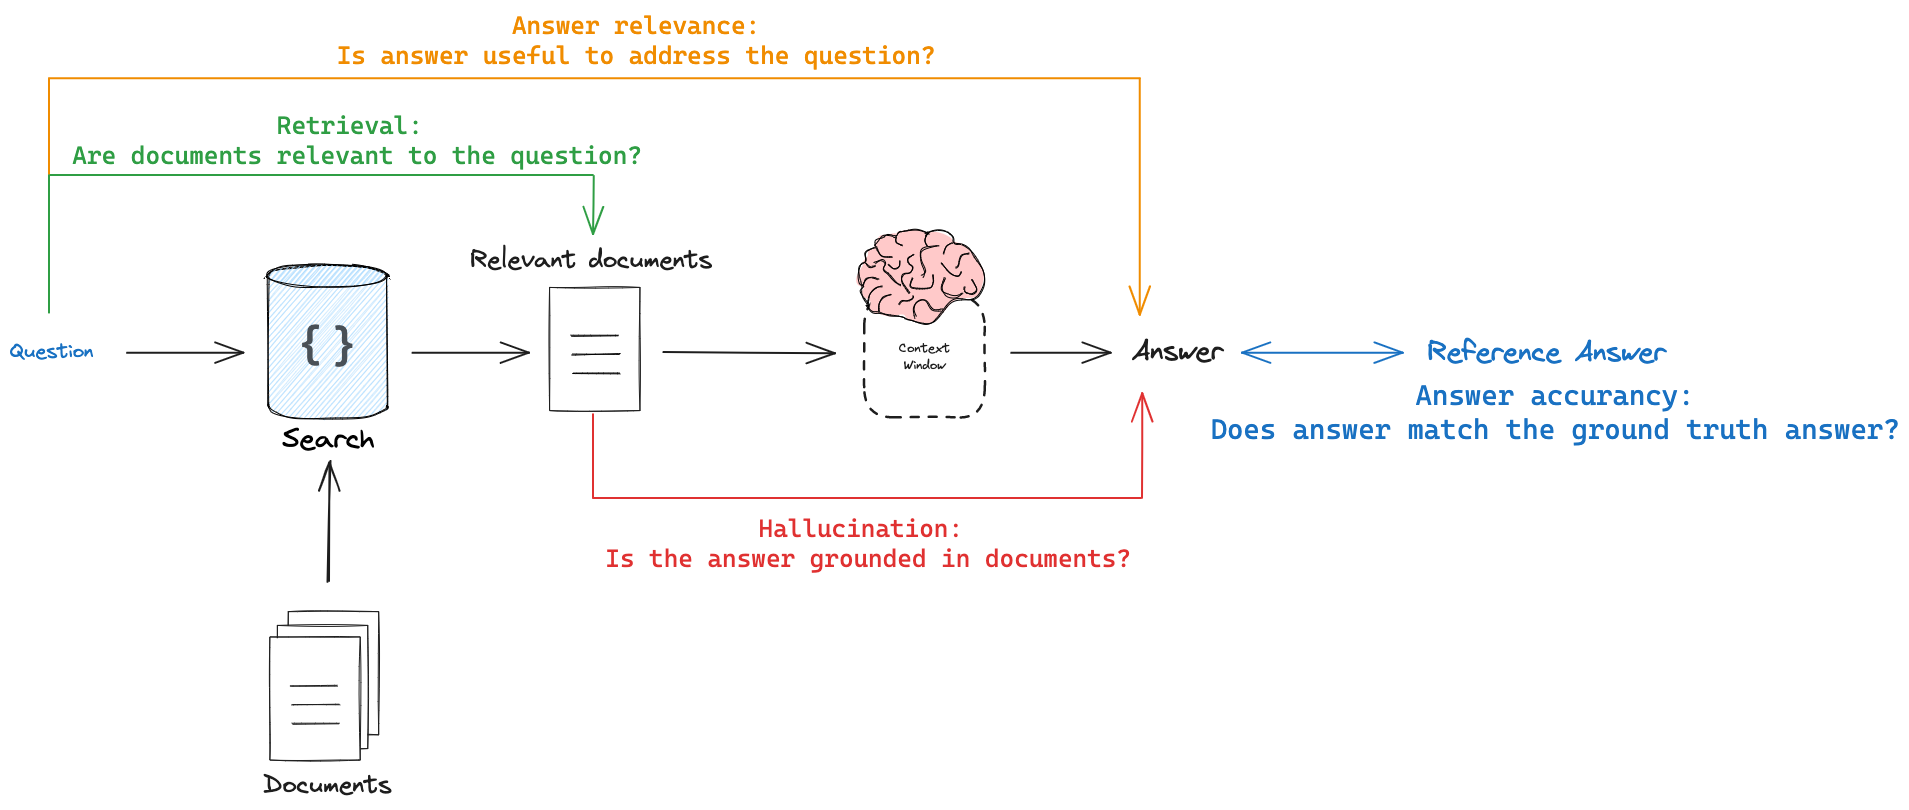 Answer relevance:
Is answer useful to address the question?
Retrieval:
Are documents relevant to the question?
Relevant documents
{ }
Question
Context
Window
Answer
Reference Answer
Answer accurancy:
Does answer match the ground truth answer?
Search
Hallucination:
Is the answer grounded in documents?
Documents